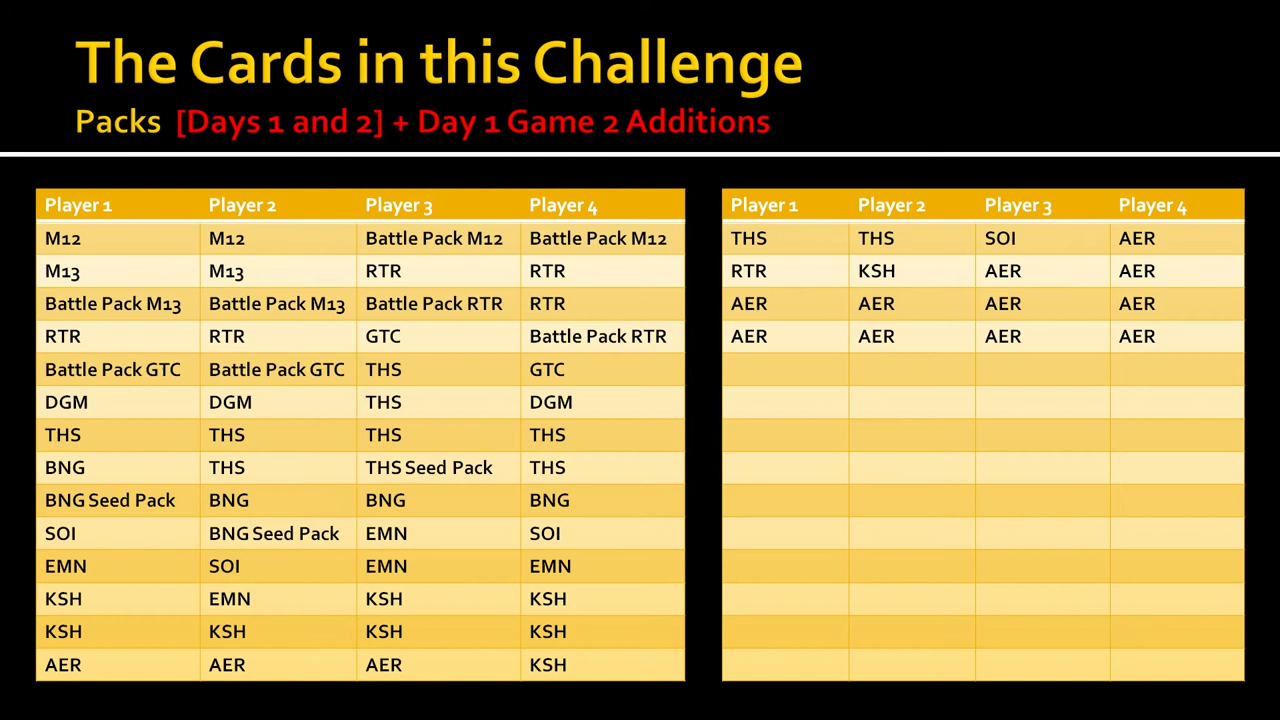 The Cards in this Challenge
Packs [Days 1 and 2] + Day 1 Game 2 Additions
Player 1 Player 2 Player 3 Player 4
M12 M12 Battle Pack M12 Battle Pack M12
M13 M13 RTR RTR
Battle Pack M13 Battle Pack M13 Battle Pack RTR RTR
RTR RTR GTC Battle Pack RTR
Battle Pack GTC Battle Pack GTC THS GTC
DGM DGM THS DGM
THS THS THS THS
BNG THS THS Seed Pack THS
BNG Seed Pack BNG BNG BNG
SOI BNG Seed Pack EMN SOI
EMN SOI EMN EMN
KSH EMN KSH KSH
KSH KSH KSH KSH
AER AER AER KSH
Player 1 Player 2 Player 3 Player 4
THS THS SOI AER
RTR KSH AER AER
AER AER AER AER
AER AER AER AER